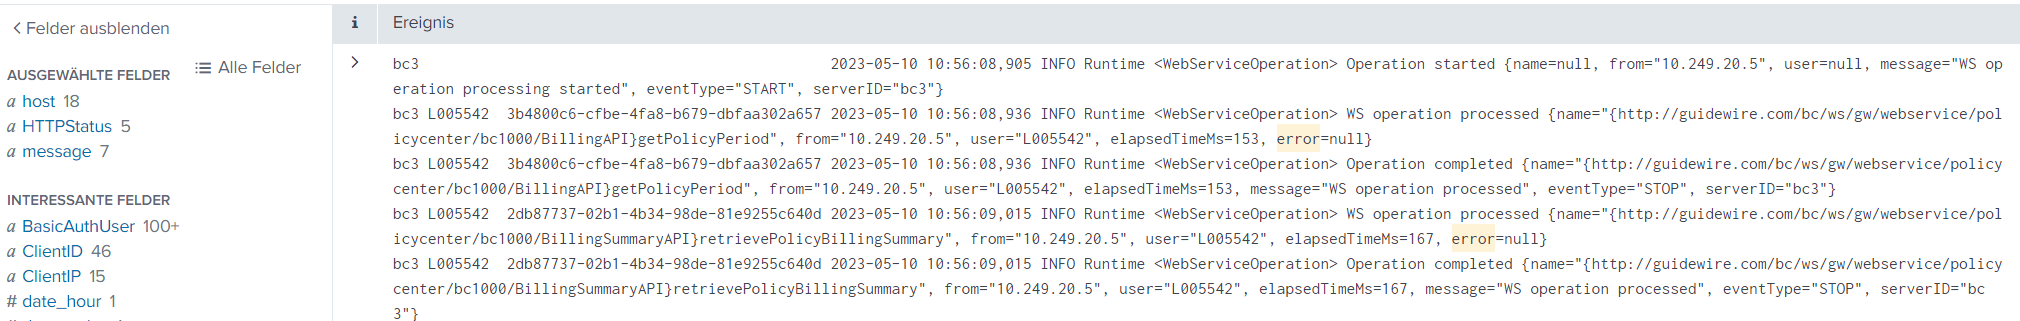 Felder ausblenden
AUSGEWÄHLTE FELDER
Alle Felder
a host 18
a HTTPStatus 5
a message 7
INTERESSANTE FELDER
a BasicAuthUser 100+
a ClientID 46
a ClientIP 15
# date_hour 1
i Ereignis
bc3 2023-05-10 10:56:08,905 INFO Runtime <WebServiceOperation> Operation started {name=null, from="10.249.20.5", user=null, message="WS op
eration processing started", eventType="START", serverID="bc3"}
bc3 L005542 3b4800c6-cfbe-4fa8-b679-dbfaa302a657 2023-05-10 10:56:08,936 INFO Runtime <WebServiceOperation> WS operation processed {name="{http://guidewire.com/bc/ws/gw/webservice/pol
icycenter/bc1000/BillingAPI}getPolicyPeriod", from="10.249.20.5", user="L005542", elapsedTimeMs=153, error=null}
bc3 L005542 3b4800c6-cfbe-4fa8-b679-dbfaa302a657 2023-05-10 10:56:08,936 INFO Runtime <WebServiceOperation> Operation completed {name="{http://guidewire.com/bc/ws/gw/webservice/policy
center/bc1000/BillingAPI}getPolicyPeriod", from="10.249.20.5", user="L005542", elapsedTimeMs=153, message="WS operation processed", eventType="STOP", serverID="bc3"}
bc3 L005542 2db87737-02b1-4b34-98de-81e9255c640d 2023-05-10 10:56:09,015 INFO Runtime <WebServiceOperation> WS operation processed {name="{http://guidewire.com/bc/ws/gw/webservice/pol
icycenter/bc1000/BillingSummaryAPI}retrievePolicyBillingSummary", from="10.249.20.5", user="L005542", elapsedTimeMs=167, error=null}
bc3 L005542 2db87737-02b1-4b34-98de-81e9255c640d 2023-05-10 10:56:09,015 INFO Runtime <WebServiceOperation> Operation completed {name="{http://guidewire.com/bc/ws/gw/webservice/policy
center/bc1000/BillingSummaryAPI}retrievePolicyBillingSummary", from="10.249.20.5", user="L005542", elapsedTimeMs=167, message="WS operation processed", eventType="STOP", serverID="bc
3"}